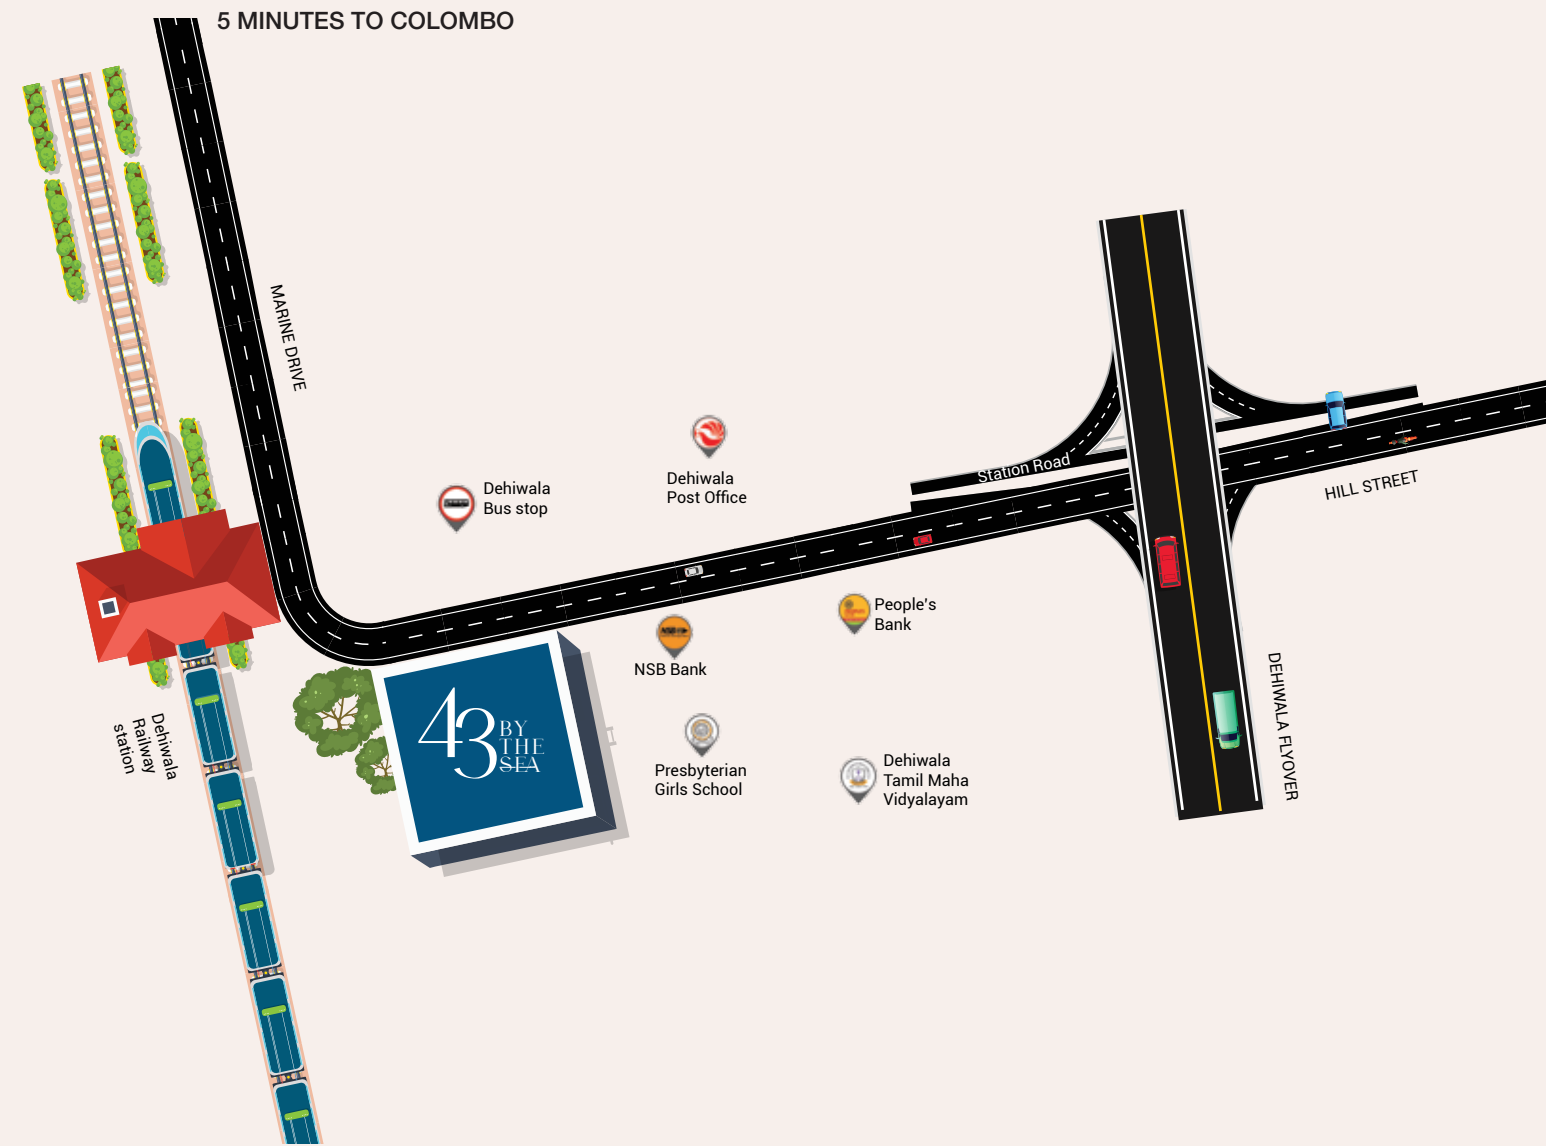 5 MINUTES TO COLOMBO
MARINE DRIVE
Dehiwala
Post Office
Dehiwala
Bus stop
Station Road
HILL STREET
People's
Bank
NSB Bank
43 BY
THE
SEA
Presbyterian
Girls School
Dehiwala
Tamil Maha
Vidyalayam
DEHIWALA FLYOVER
Dehiwala
Railway
station